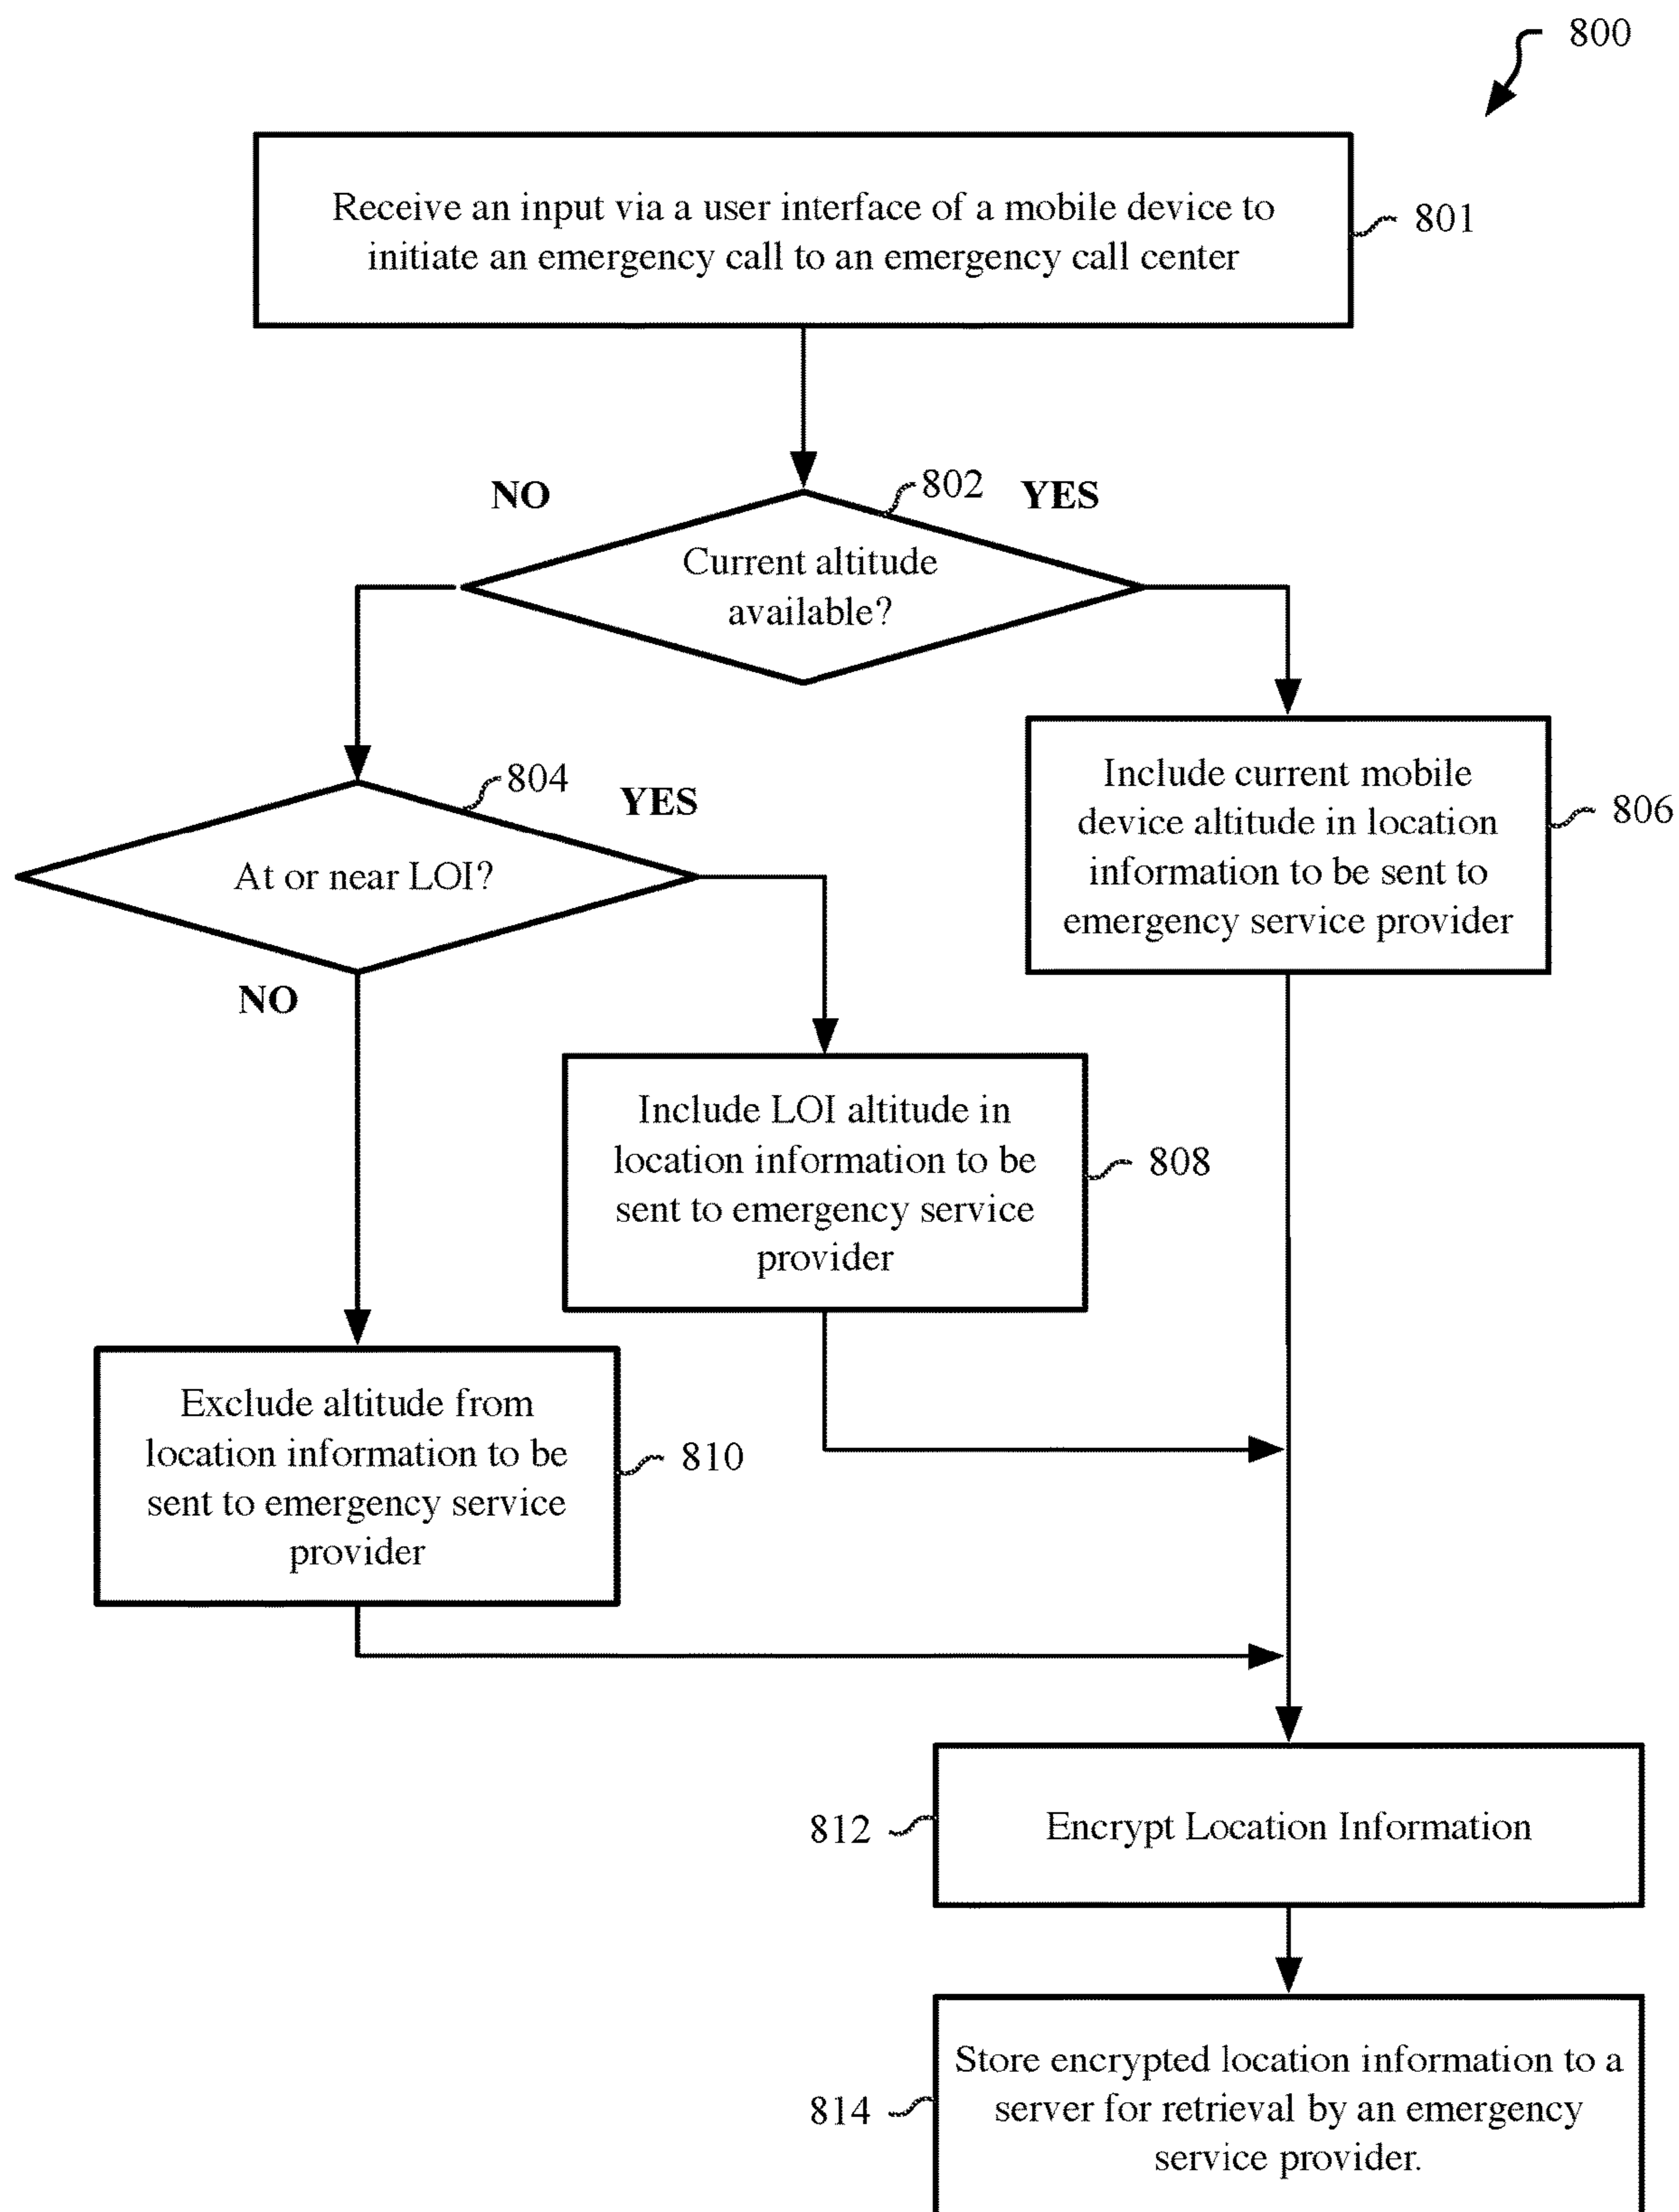 800
Receive an input via a user interface of a mobile device to
initiate an emergency call to an emergency call center
801
NO
802
YES
Current altitude
available?
804
YES
At or near LOI?
NO
Include current mobile
device altitude in location
information to be sent to
emergency service provider
806
Include LOI altitude in
location information to be
sent to emergency service
provider
808
Exclude altitude from
location information to be
sent to emergency service
provider
810
812
Encrypt Location Information
814
Store encrypted location information to a
server for retrieval by an emergency
service provider.